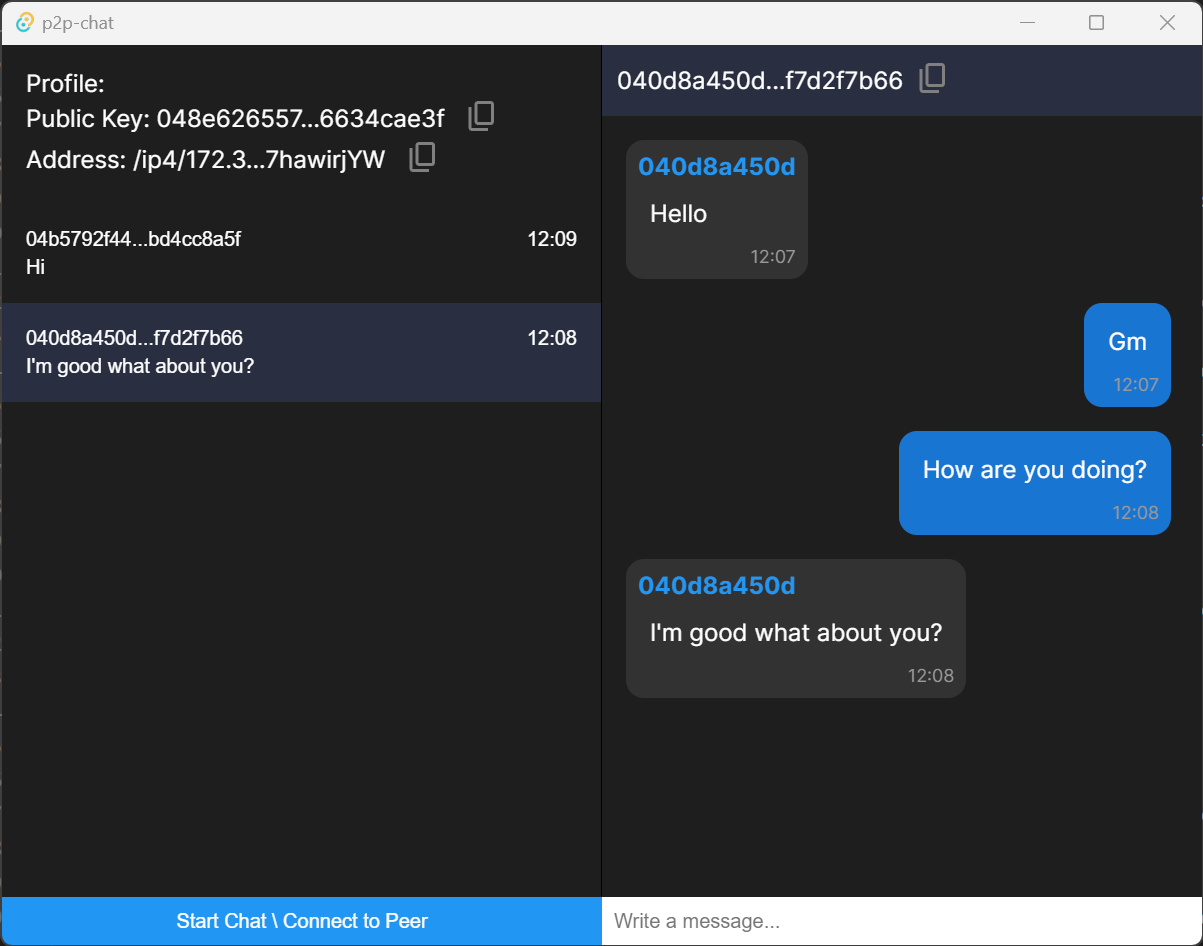 p2p-chat
Profile:
Public Key: 048e626557...6634cae3f
Address: /ip4/172.3...7hawirjYW
04b5792f44...bd4cc8a5f 12:09
Hi
040d8a450d...f7d2f7b66 12:08
I'm good what about you?
Start Chat \ Connect to Peer
040d8a450d...f7d2f7b66
040d8a450d
Hello
12:07
Gm
12:07
How are you doing?
12:08
040d8a450d
I'm good what about you?
12:08
Write a message...